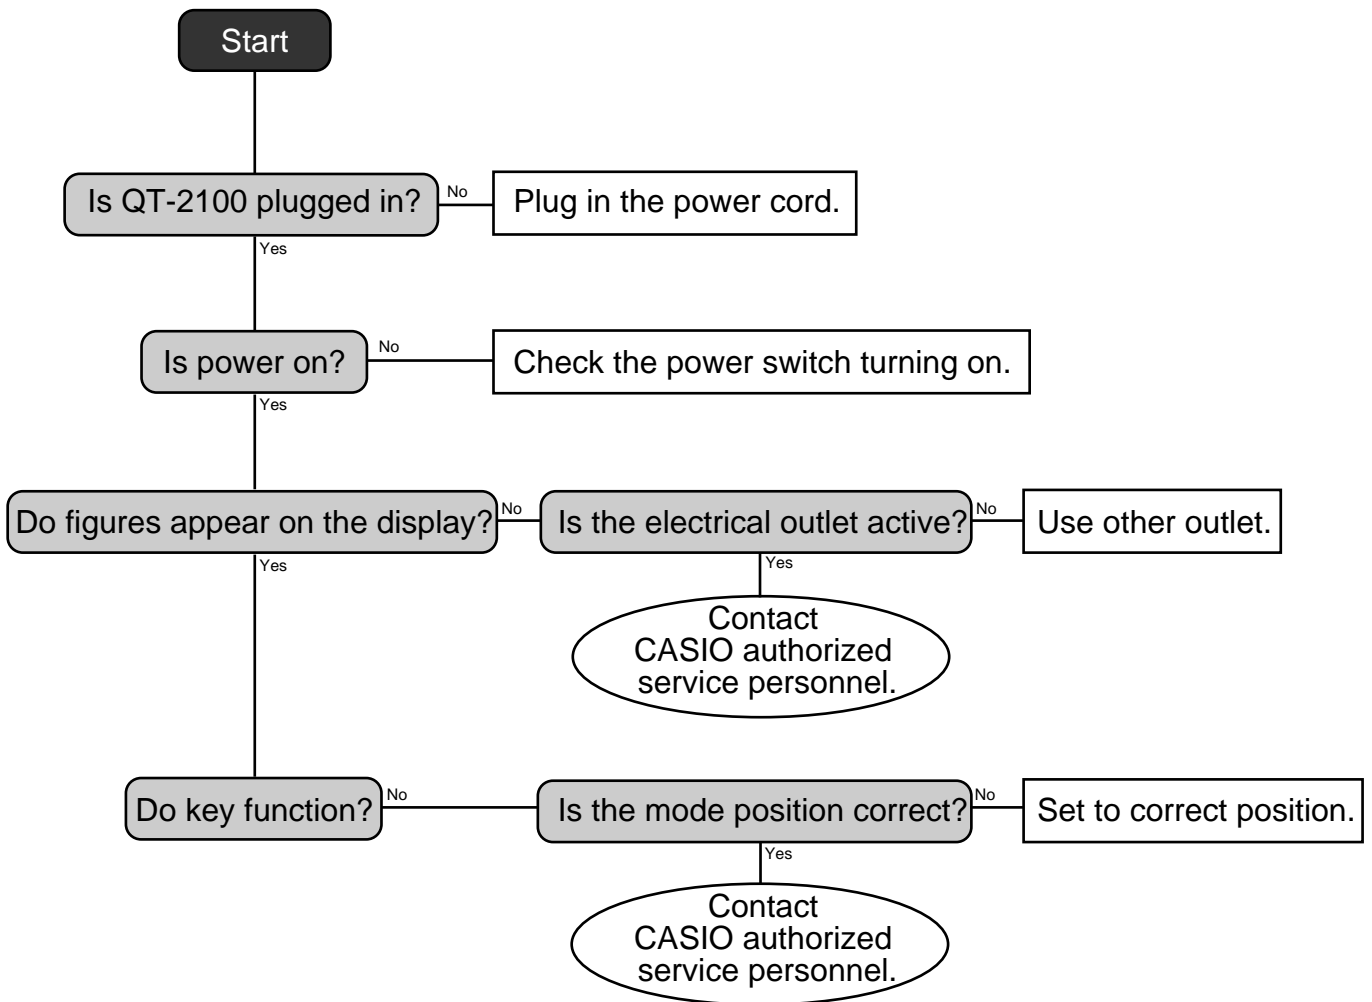 Start
Is QT-2100 plugged in?
No
Plug in the power cord.
Yes
Is power on?
No
Check the power switch turning on.
Yes
Do figures appear on the display?
No
Is the electrical outlet active?
No
Use other outlet.
Yes
Yes
Contact
CASIO authorized
service personnel.
Do key function?
No
Is the mode position correct?
No
Set to correct position.
Yes
Contact
CASIO authorized
service personnel.